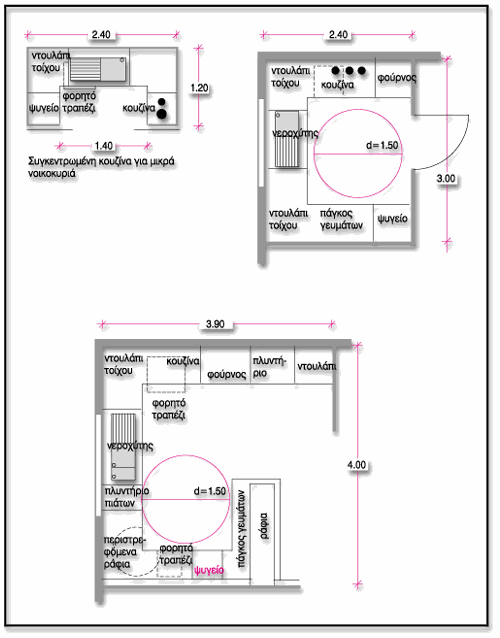 2.40
ντουλάπι
τοίχου
φορητό
τραπέζι
ψυγείο
κουζίνα
1.20
1.40
Συγκεντρωμένη κουζίνα για μικρά
νοικοκυριά
2.40
ντουλάπι
τοίχου
κουζίνα
φούρνος
νεροχύτης
d=1.50
3.00
ντουλάπι
τοίχου
πάγκος
γευμάτων
ψυγείο
3.90
ντουλάπι
τοίχου
κουζίνα
φούρνος
πλυντή-
ριο
ντουλάπι
φορητό
τραπέζι
νεροχύτης
4.00
πλυντήριο
πιάτων
d=1.50
πάγκος γευμάτων
ράφια
περιστρε-
φόμενα
ράφια
φορητό
τραπέζι
ψυγείο